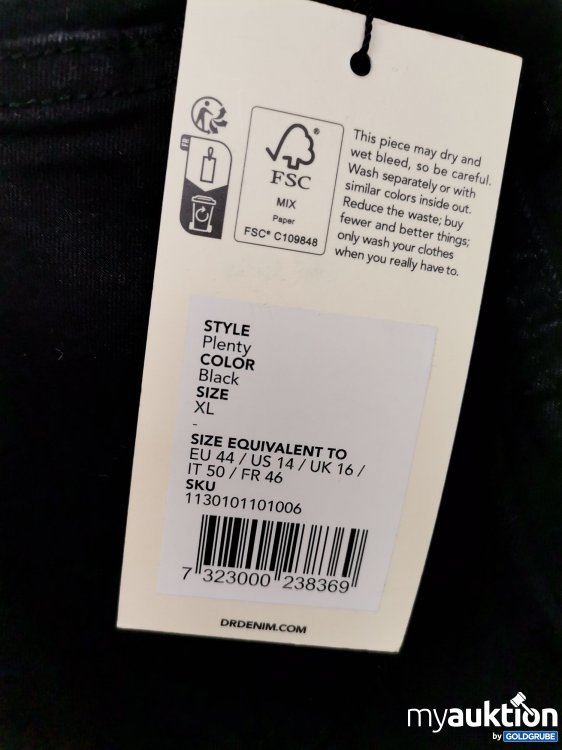 FR
FSC®
MIX
Paper
FSC® C109848
This piece may dry and
wet bleed, so be careful.
Wash separately or with
similar colors inside out.
Reduce the waste; buy
fewer and better things;
only wash your clothes
when you really have to.
STYLE
Plenty
COLOR
Black
SIZE
XL
-
SIZE EQUIVALENT TO
EU 44 / US 14 / UK 16 /
IT 50 / FR 46
SKU
1130101101006
7 323000 238369
DRDENIM.COM
myauktion
by GOLDGRUBE